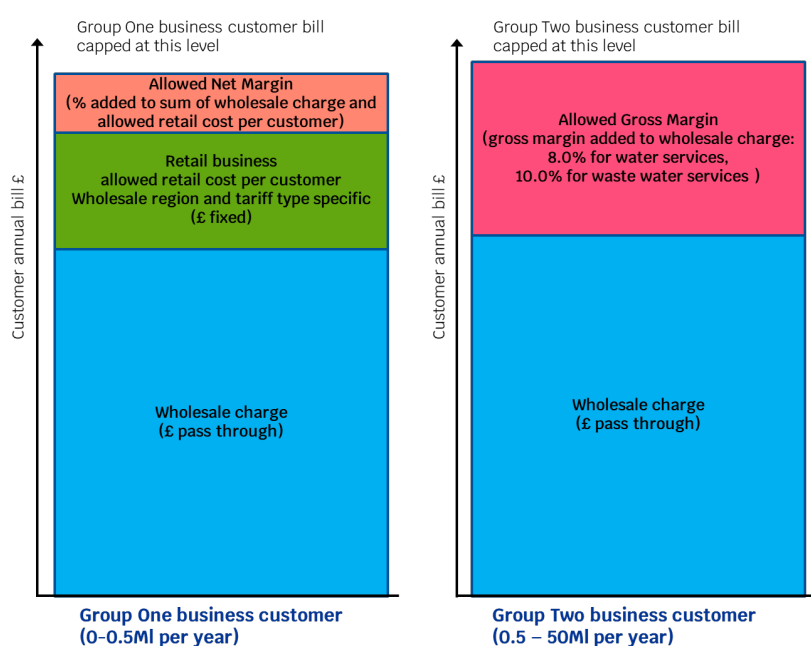 Group One business customer bill
capped at this level
Customer annual bill £
Allowed Net Margin
(% added to sum of wholesale charge and
allowed retail cost per customer)
Retail business
allowed retail cost per customer
Wholesale region and tariff type specific
(£ fixed)
Wholesale charge
(£ pass through)
Group One business customer
(0-0.5Ml per year)
Group Two business customer bill
capped at this level
Customer annual bill £
Allowed Gross Margin
(gross margin added to wholesale charge:
8.0% for water services,
10.0% for waste water services )
Wholesale charge
(£ pass through)
Group Two business customer
(0.5 – 50Ml per year)